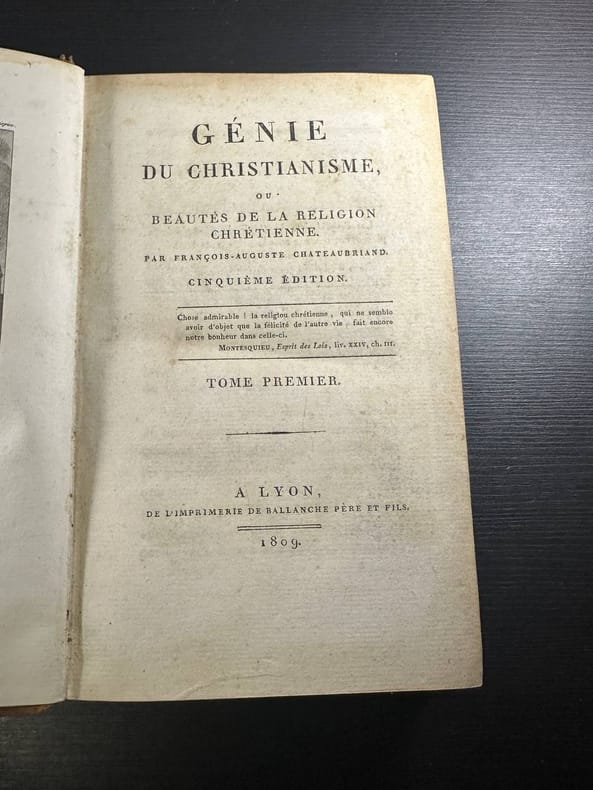 GÉNIE
DU CHRISTIANISME,
OU
BEAUTÉS DE LA RELIGION
CHRÉTIENNE.
PAR FRANÇOIS-AUGUSTE CHATEAUBRIAND.
CINQUIÈME ÉDITION.
Chose admirable ! la religiou chrétienne , qui ne semble
avoir d'objet que la félicité de l'autre vie , fait encore
notre bonheur dans celle-ci.
MONTESQUIEU, Esprit des Lois, liv. XXIV, ch. III.
TOME PREMIER.
A LYON,
DE L'IMPRIMERIE DE BALLANCHE PÈRE ET FILS.
1809.